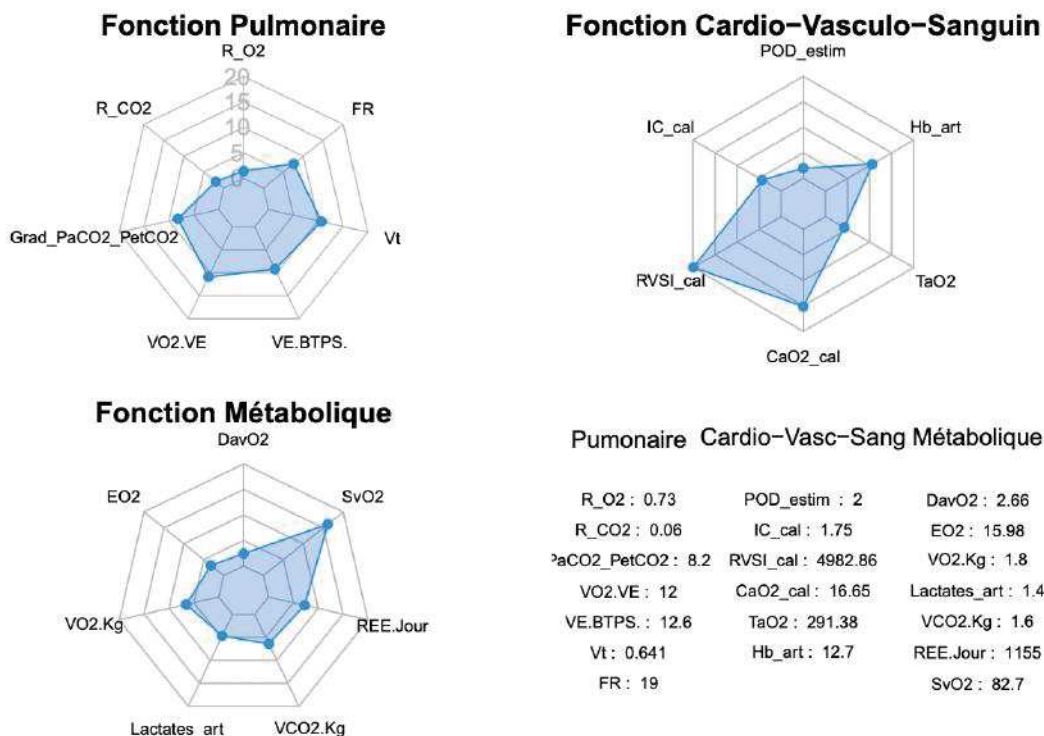 Fonction Pulmonaire
R_O2
20
15
10
5
0
R_CO2
FR
Grad_PaCO2_PetCO2
Vt
VO2.VE
VE.BTPS.
Fonction Cardio−Vasculo−Sanguin
POD_estim
IC_cal
Hb_art
RVSI_cal
TaO2
CaO2_cal
Fonction Métabolique
DavO2
EO2
SvO2
VO2.Kg
REE.Jour
Lactates_art
VCO2.Kg
Pumonaire Cardio−Vasc−Sang Métabolique
R_O2 : 0.73 POD_estim : 2 DavO2 : 2.66
R_CO2 : 0.06 IC_cal : 1.75 EO2 : 15.98
PaCO2_PetCO2 : 8.2 RVSI_cal : 4982.86 VO2.Kg : 1.8
VO2.VE : 12 CaO2_cal : 16.65 Lactates_art : 1.4
VE.BTPS. : 12.6 TaO2 : 291.38 VCO2.Kg : 1.6
Vt : 0.641 Hb_art : 12.7 REE.Jour : 1155
FR : 19 SvO2 : 82.7